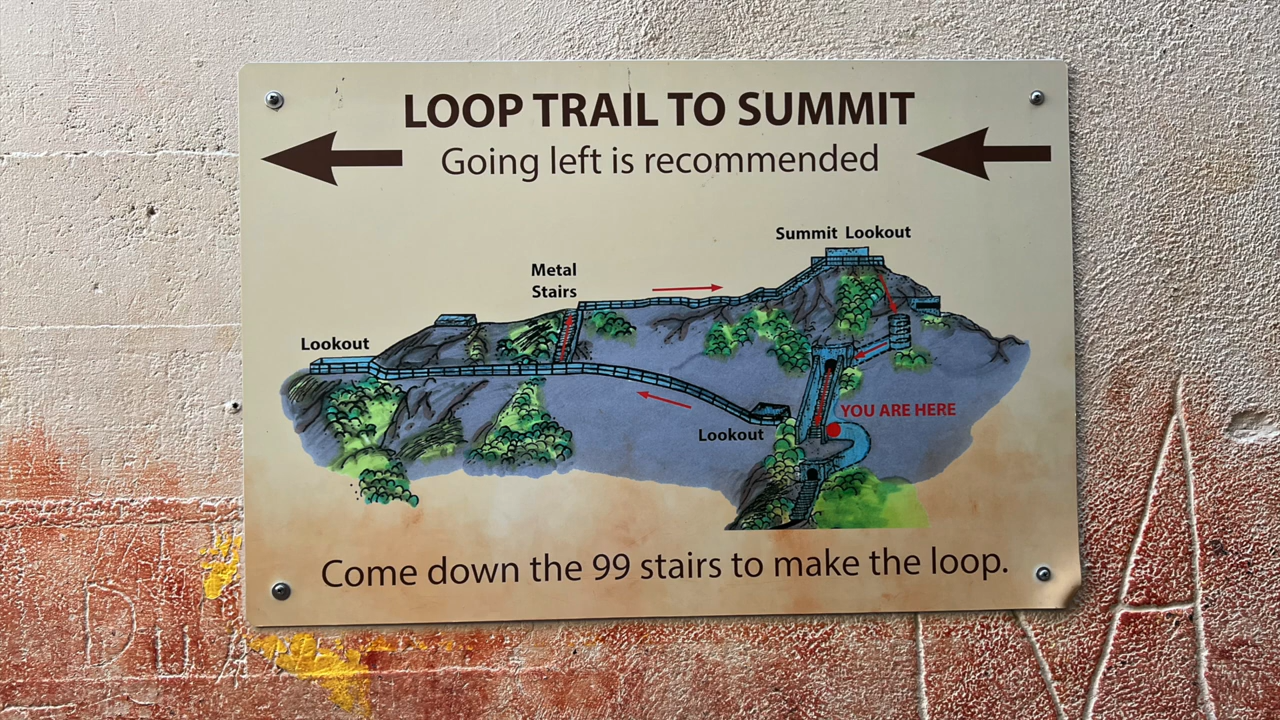 LOOP TRAIL TO SUMMIT
Going left is recommended
Summit Lookout
Metal
Stairs
Lookout
YOU ARE HERE
Lookout
Come down the 99 stairs to make the loop.